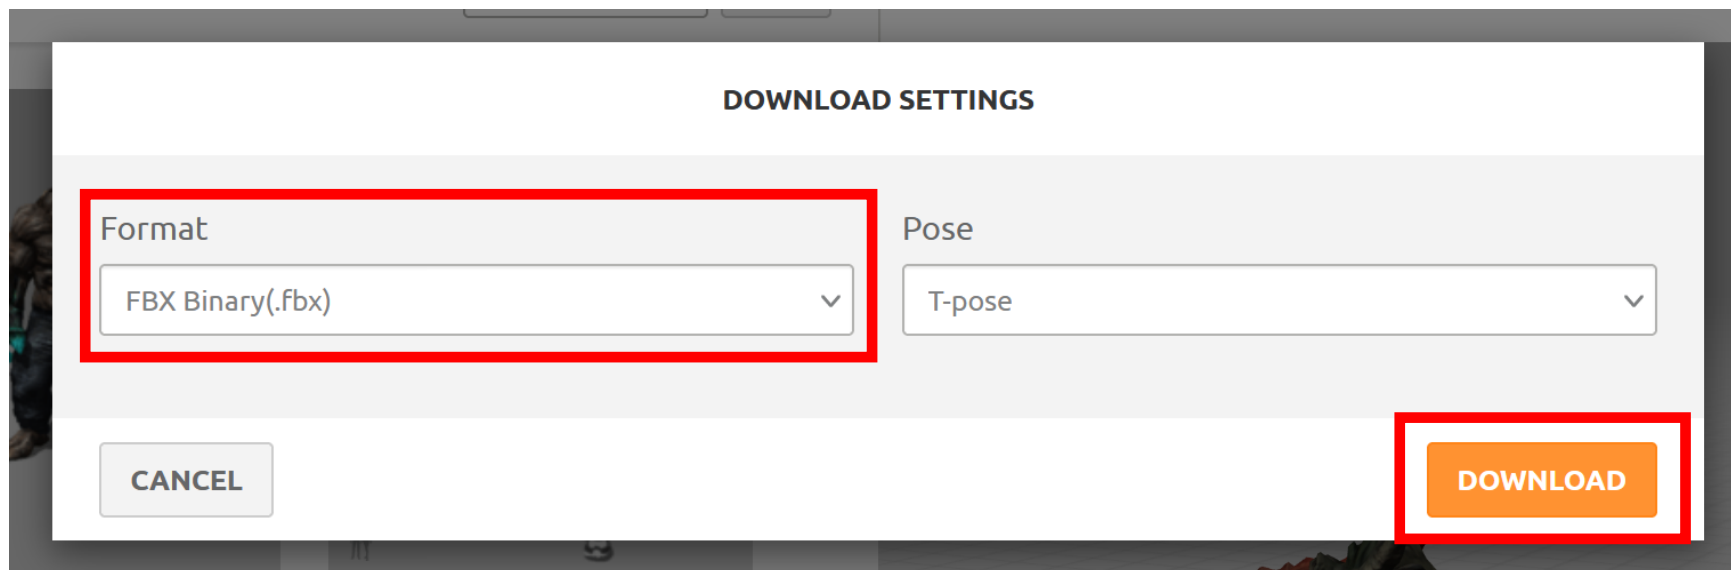 DOWNLOAD SETTINGS
Format
Pose
FBX Binary(.fbx)
T-pose
CANCEL
DOWNLOAD